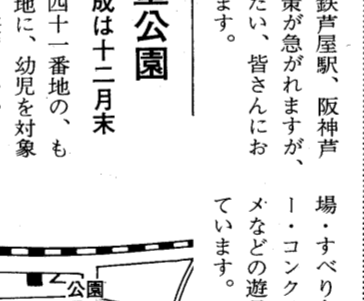 鉄芦屋駅、阪神芦
策が急がれますが、
たい、皆さんにお
ます。
公園
成は十二月末
四十一番地の、も
地に、幼児を対象
場・すべり
ー・コンク
メなどの遊
ています。
公園